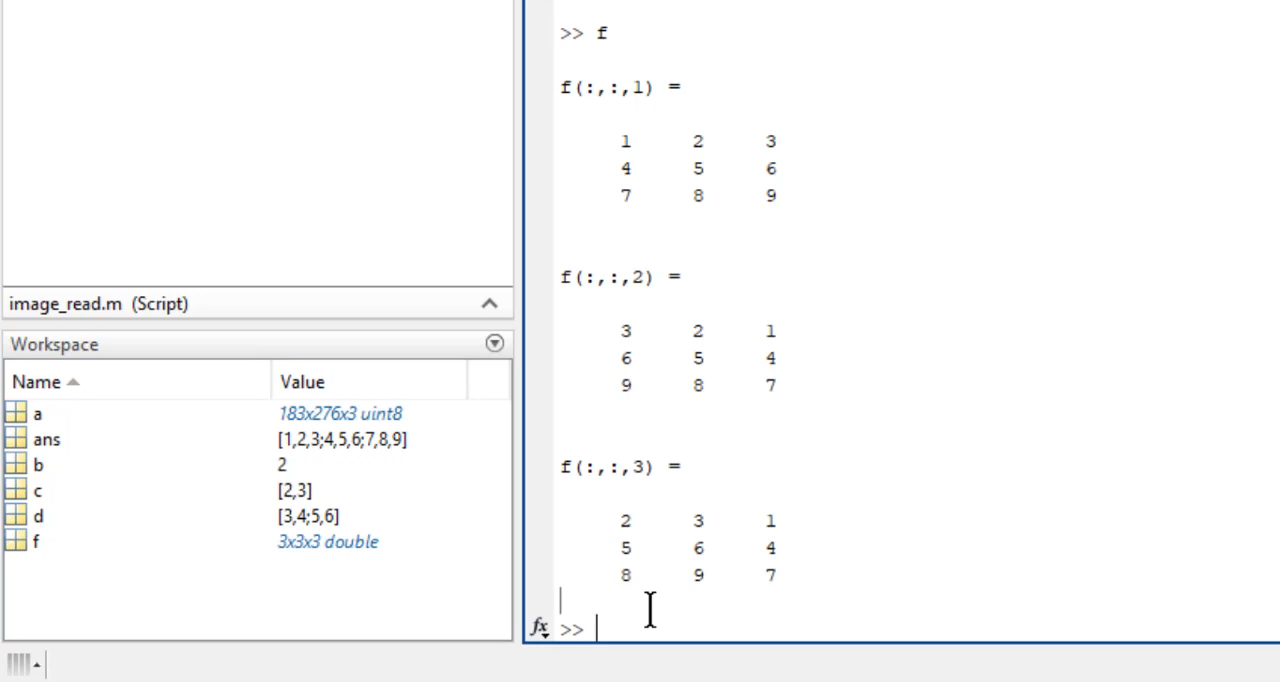 image_read.m (Script)
Workspace
Name Value
a 183x276x3 uint8
ans [1,2,3;4,5,6;7,8,9]
b 2
c [2,3]
d [3,4;5,6]
f 3x3x3 double
>> f
f(:,:,1) =
1 2 3
4 5 6
7 8 9
f(:,:,2) =
3 2 1
6 5 4
9 8 7
f(:,:,3) =
2 3 1
5 6 4
8 9 7
fx >>